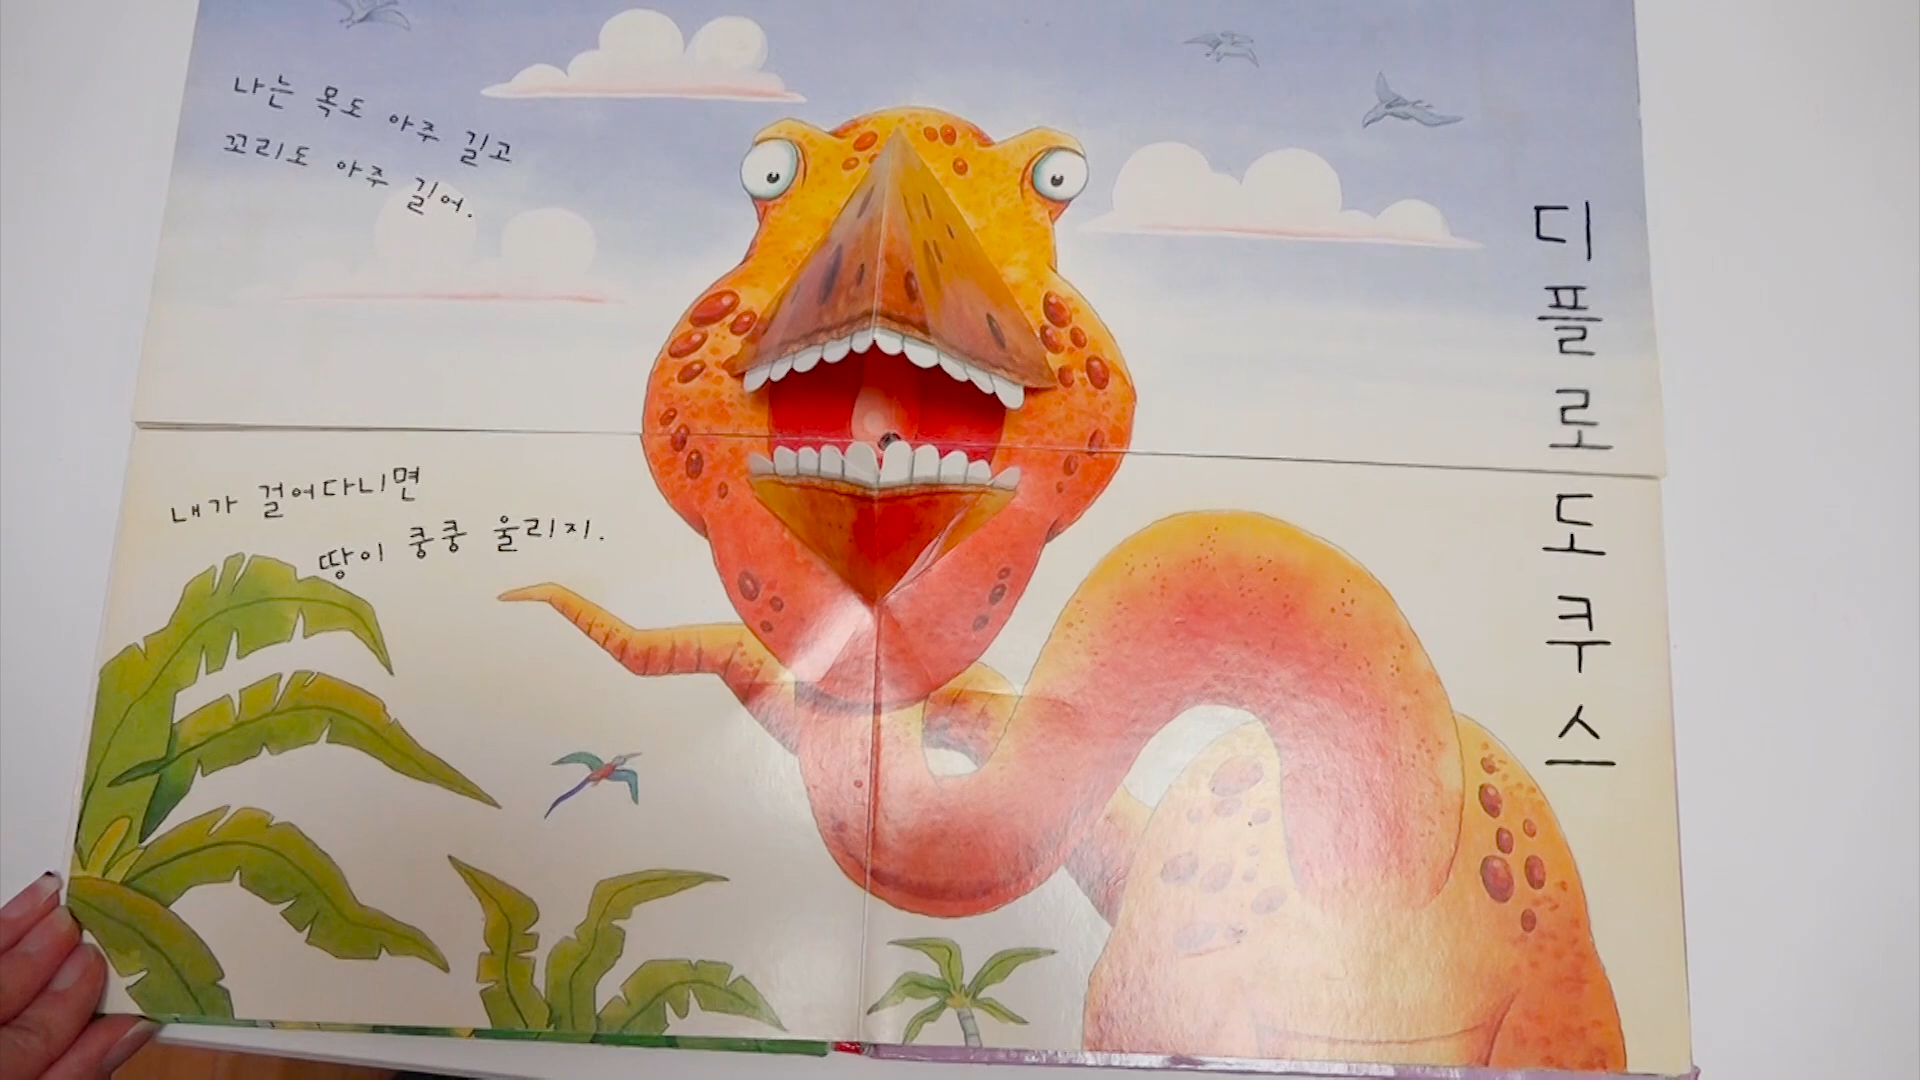 나는 목도 아주 길고
꼬리도 아주 길어.
내가 걸어다니면
땅이 쿵쿵 울리지.
디플로도쿠스